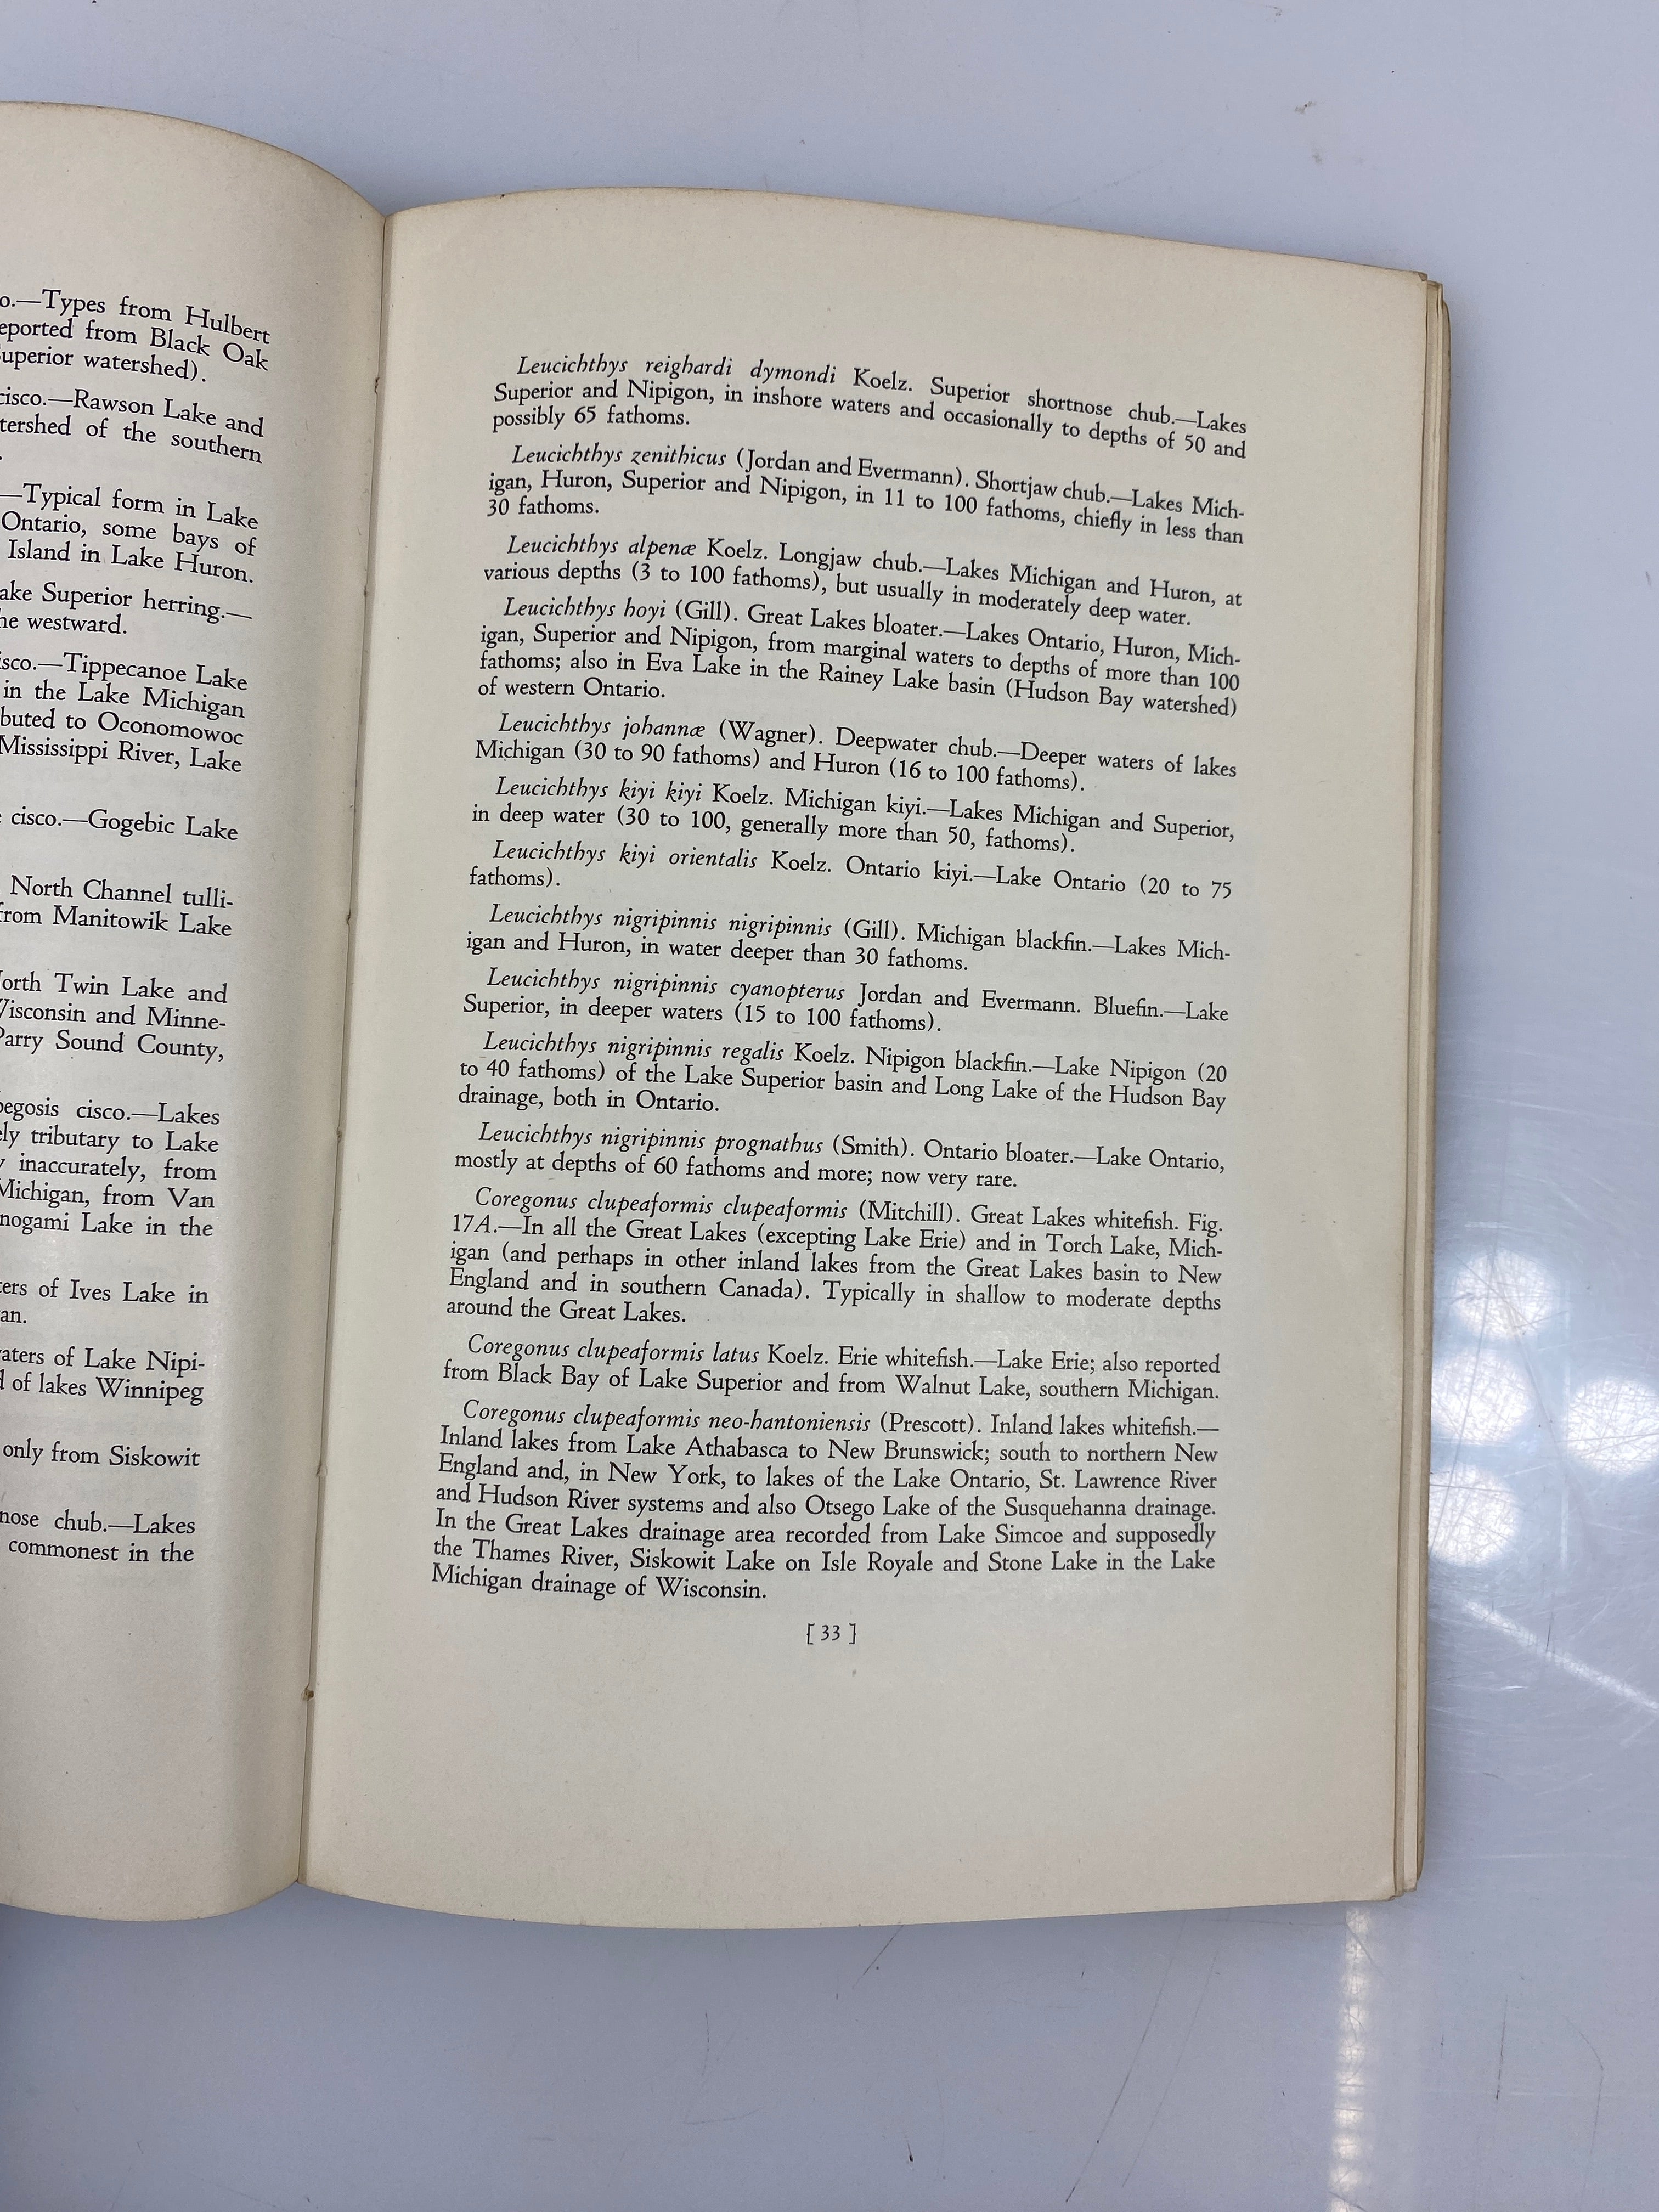 o.—Types from Hulbert
eported from Black Oak
uperior watershed).
cisco.—Rawson Lake and
tershed of the southern
.
—Typical form in Lake
Ontario, some bays of
Island in Lake Huron.
ake Superior herring.—
he westward.
isco.—Tippecanoe Lake
in the Lake Michigan
buted to Oconomowoc
Mississippi River, Lake
cisco.—Gogebic Lake
North Channel tulli-
from Manitowik Lake
orth Twin Lake and
Wisconsin and Minne-
Parry Sound County,
pegosis cisco.—Lakes
ely tributary to Lake
y inaccurately, from
Michigan, from Van
nogami Lake in the
ters of Ives Lake in
an.
aters of Lake Nipi-
d of lakes Winnipeg
only from Siskowit
nose chub.—Lakes
commonest in the
Leucichthys reighardi dymondi Koelz. Superior shortnose chub.—Lakes
Superior and Nipigon, in inshore waters and occasionally to depths of 50 and
possibly 65 fathoms.
Leucichthys zenithicus (Jordan and Evermann). Shortjaw chub.—Lakes Mich-
igan, Huron, Superior and Nipigon, in 11 to 100 fathoms, chiefly in less than
30 fathoms.
Leucichthys alpenæ Koelz. Longjaw chub.—Lakes Michigan and Huron, at
various depths (3 to 100 fathoms), but usually in moderately deep water.
Leucichthys hoyi (Gill). Great Lakes bloater.—Lakes Ontario, Huron, Mich-
igan, Superior and Nipigon, from marginal waters to depths of more than 100
fathoms; also in Eva Lake in the Rainey Lake basin (Hudson Bay watershed)
of western Ontario.
Leucichthys johannæ (Wagner). Deepwater chub.—Deeper waters of lakes
Michigan (30 to 90 fathoms) and Huron (16 to 100 fathoms).
Leucichthys kiyi kiyi Koelz. Michigan kiyi.—Lakes Michigan and Superior,
in deep water (30 to 100, generally more than 50, fathoms).
Leucichthys kiyi orientalis Koelz. Ontario kiyi.—Lake Ontario (20 to 75
fathoms).
Leucichthys nigripinnis nigripinnis (Gill). Michigan blackfin.—Lakes Mich-
igan and Huron, in water deeper than 30 fathoms.
Leucichthys nigripinnis cyanopterus Jordan and Evermann. Bluefin.—Lake
Superior, in deeper waters (15 to 100 fathoms).
Leucichthys nigripinnis regalis Koelz. Nipigon blackfin.—Lake Nipigon (20
to 40 fathoms) of the Lake Superior basin and Long Lake of the Hudson Bay
drainage, both in Ontario.
Leucichthys nigripinnis prognathus (Smith). Ontario bloater.—Lake Ontario,
mostly at depths of 60 fathoms and more; now very rare.
Coregonus clupeaformis clupeaformis (Mitchill). Great Lakes whitefish. Fig.
17A.—In all the Great Lakes (excepting Lake Erie) and in Torch Lake, Mich-
igan (and perhaps in other inland lakes from the Great Lakes basin to New
England and in southern Canada). Typically in shallow to moderate depths
around the Great Lakes.
Coregonus clupeaformis latus Koelz. Erie whitefish.—Lake Erie; also reported
from Black Bay of Lake Superior and from Walnut Lake, southern Michigan.
Coregonus clupeaformis neo-hantoniensis (Prescott). Inland lakes whitefish.—
Inland lakes from Lake Athabasca to New Brunswick; south to northern New
England and, in New York, to lakes of the Lake Ontario, St. Lawrence River
and Hudson River systems and also Otsego Lake of the Susquehanna drainage.
In the Great Lakes drainage area recorded from Lake Simcoe and supposedly
the Thames River, Siskowit Lake on Isle Royale and Stone Lake in the Lake
Michigan drainage of Wisconsin.
[ 33 ]